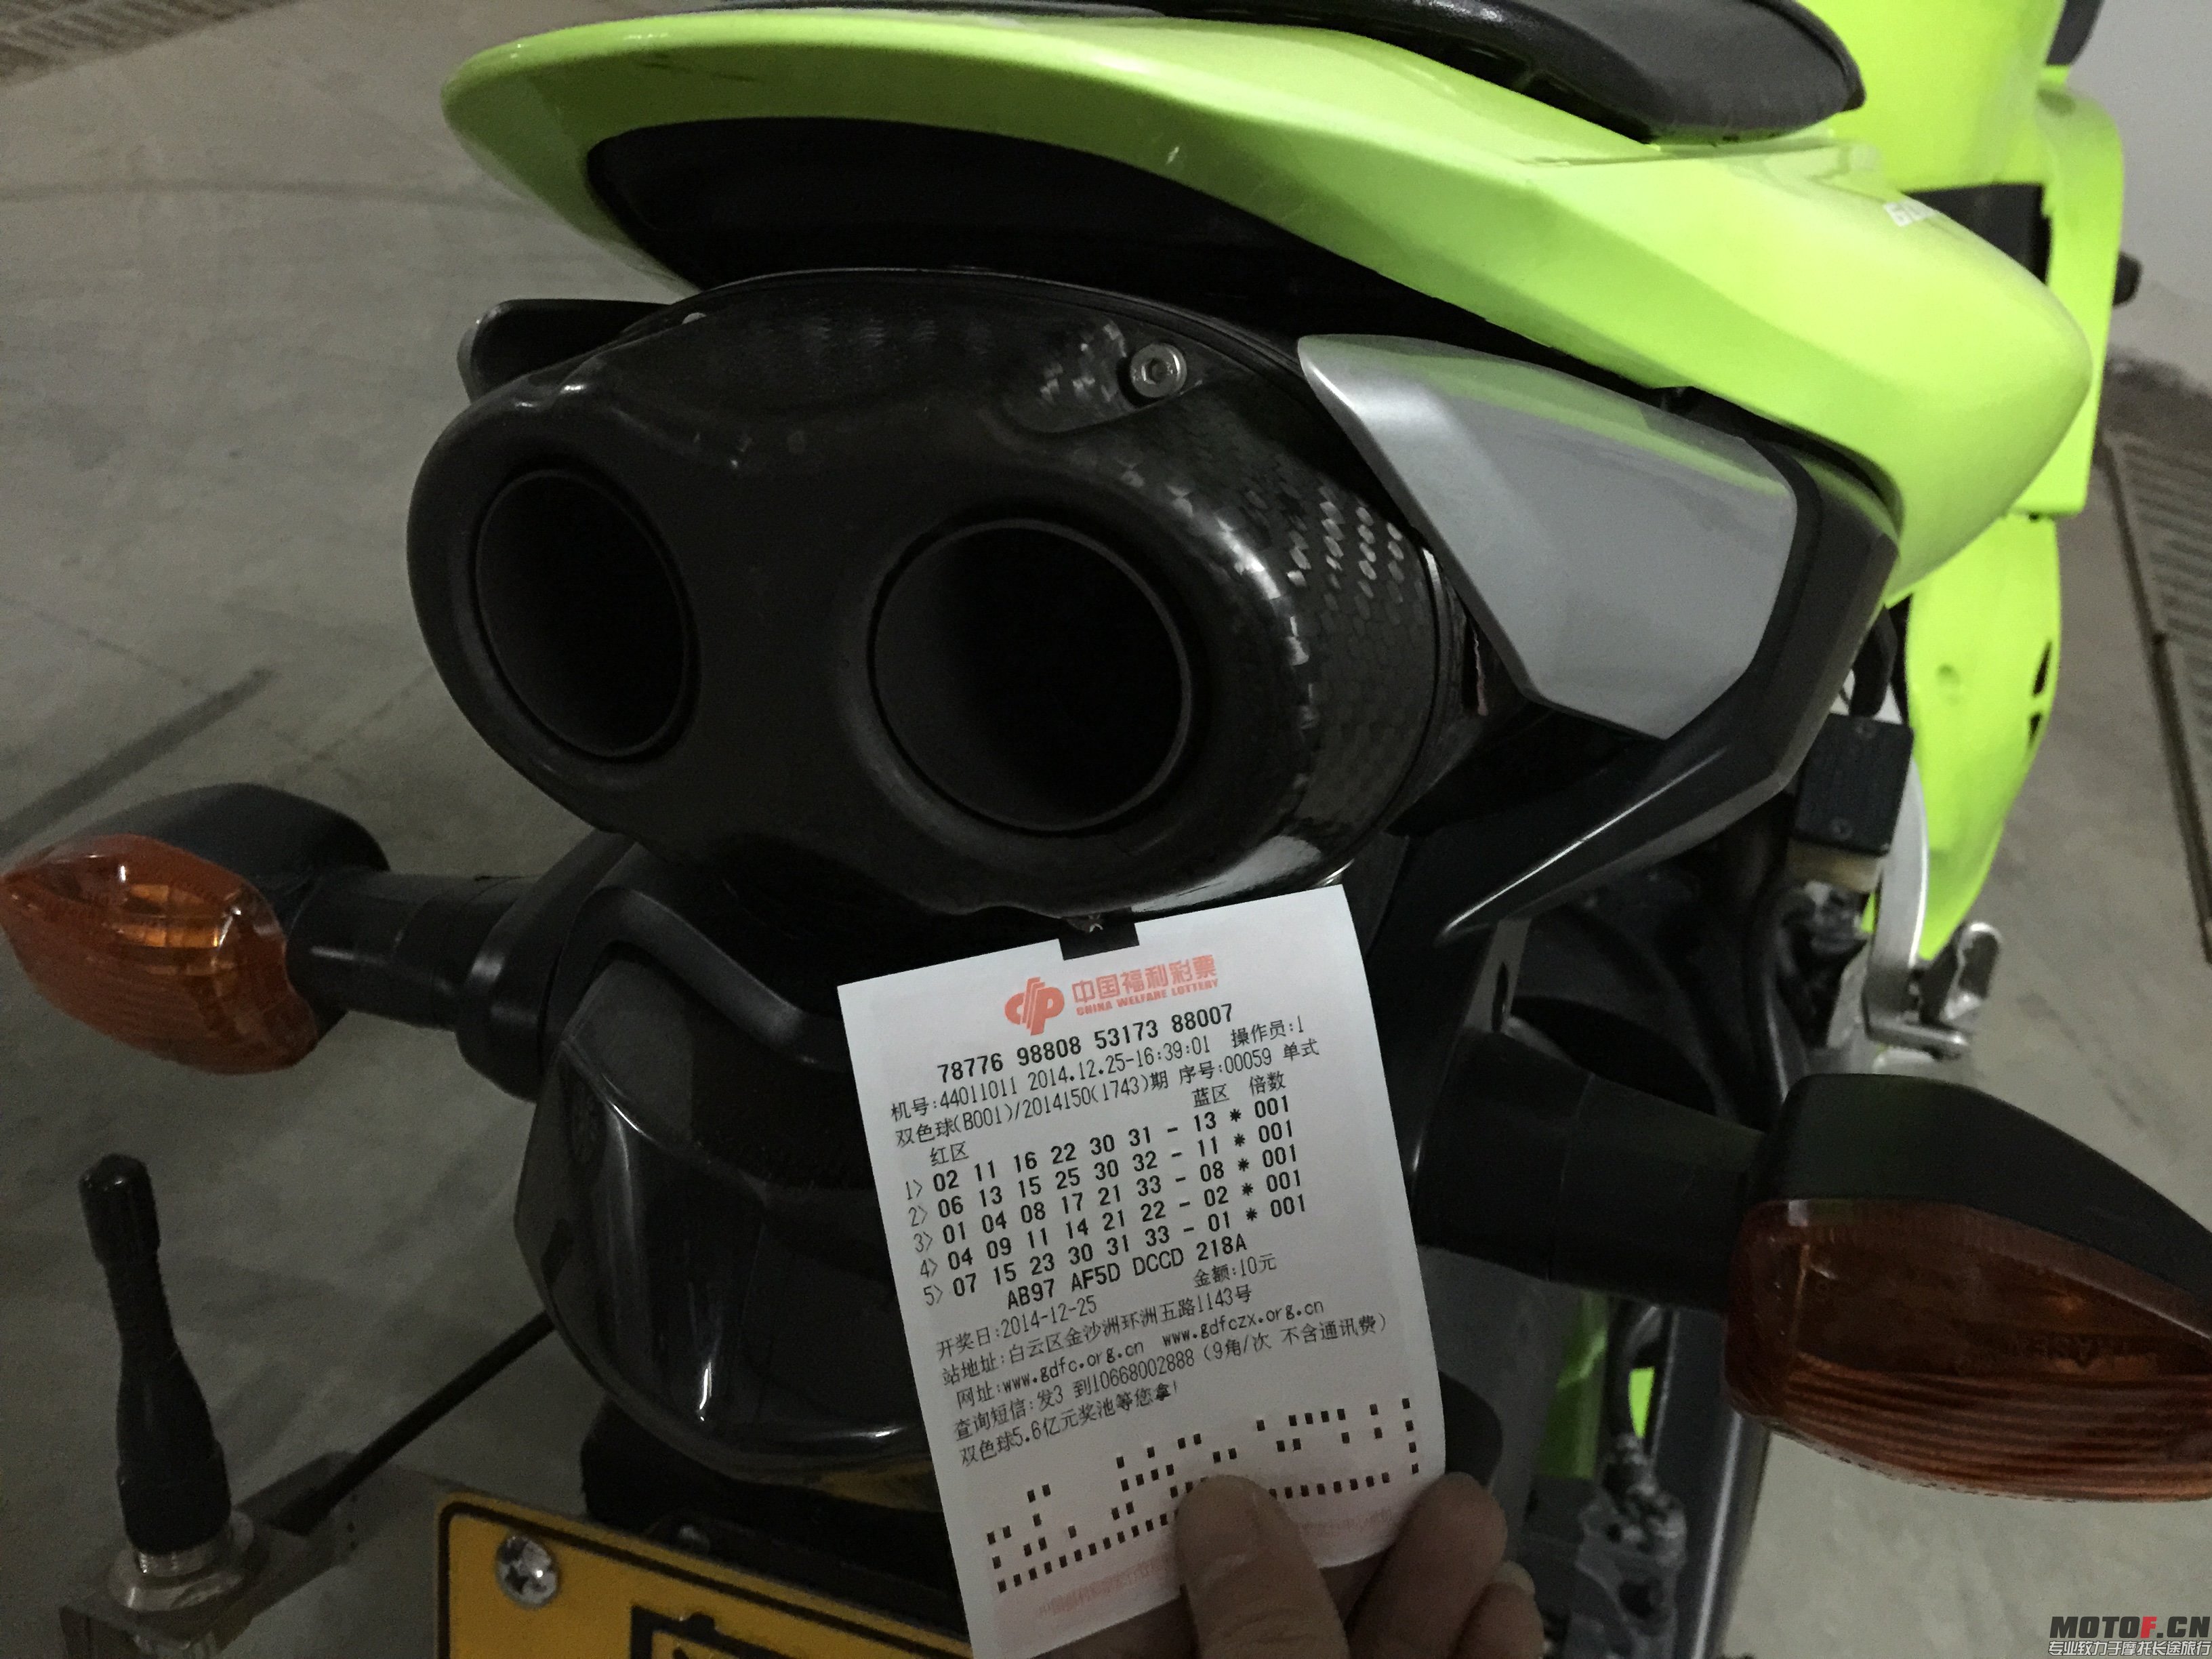 中国福利彩票
CHINA WELFARE LOTTERY
78776 98808 53173 88007
机号:44011011 2014.12.25-16:39:01 操作员:1
双色球(B001)/2014150(1743)期 序号:00059 单式
红区 蓝区 倍数
1> 02 11 16 22 30 31 - 13 * 001
2> 06 13 15 25 30 32 - 11 * 001
3> 01 04 08 17 21 33 - 08 * 001
4> 04 09 11 14 21 22 - 02 * 001
5> 07 15 23 30 31 33 - 01 * 001
AB97 AF5D DCCD 218A
开奖日:2014-12-25 金额:10元
站地址:白云区金沙洲环洲五路1143号
网址:www.gdfc.org.cn www.gdfczx.org.cn
查询短信:发3 到10668002888 (9角/次 不含通讯费)
双色球5.6亿元奖池等您拿!
MOTOF.CN
专业致力于摩托长途旅行